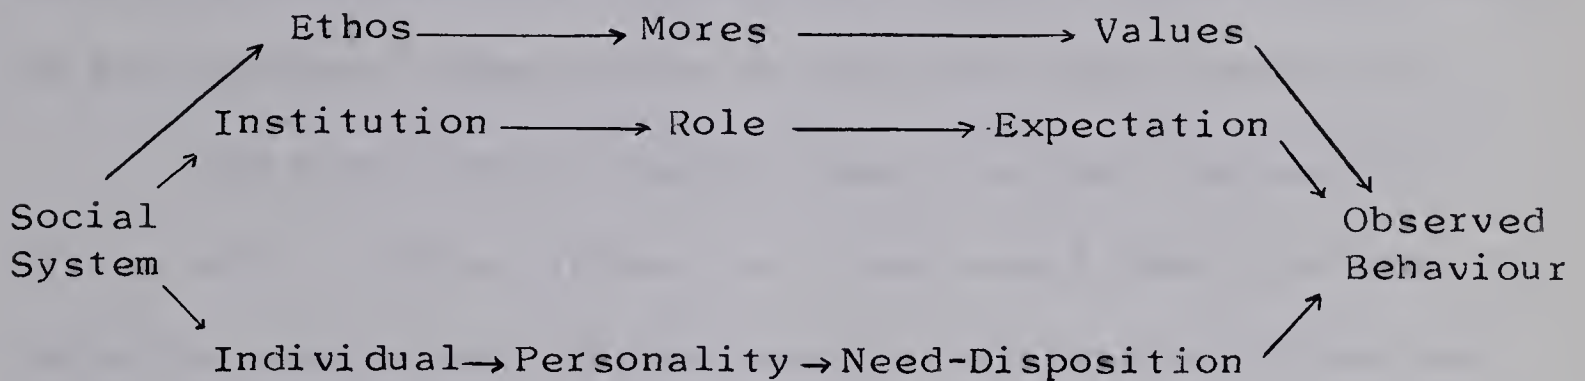 Ethos → Mores → Values
Institution → Role → Expectation
Social
System
Observed
Behaviour
Individual → Personality → Need-Disposition